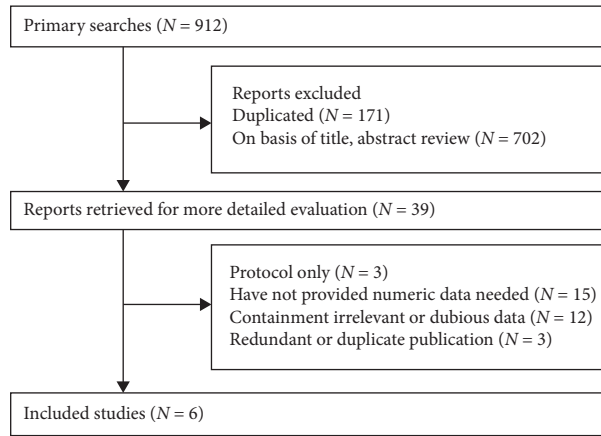 Primary searches (N = 912)
Reports excluded
Duplicated (N = 171)
On basis of title, abstract review (N = 702)
Reports retrieved for more detailed evaluation (N = 39)
Protocol only (N = 3)
Have not provided numeric data needed (N = 15)
Containment irrelevant or dubious data (N = 12)
Redundant or duplicate publication (N = 3)
Included studies (N = 6)